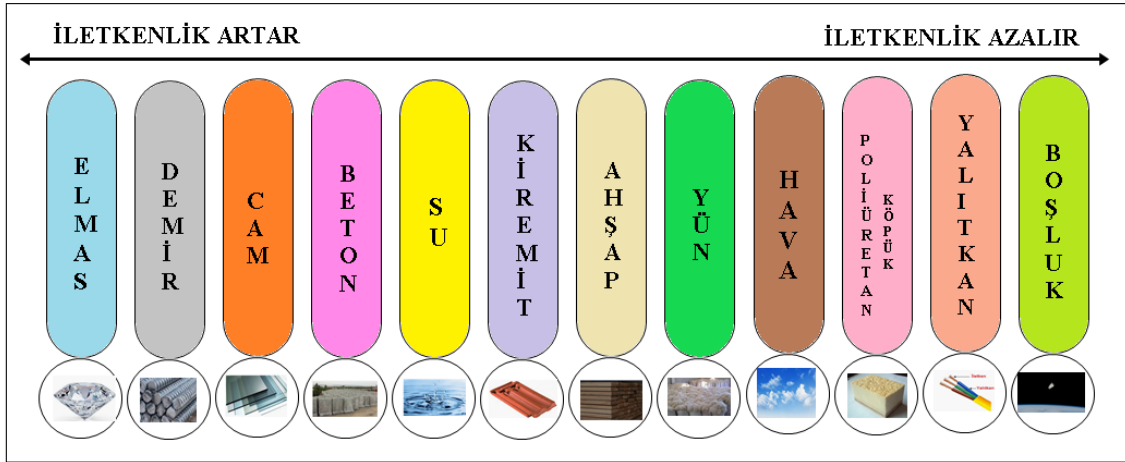 İLETKENLİK ARTAR
İLETKENLİK AZALIR
ELMAS
DEMİR
CAM
BETON
SU
KİREMİT
AHŞAP
YÜN
HAVA
POLİÜRETAN
KÖPÜK
YALITKAN
BOŞLUK